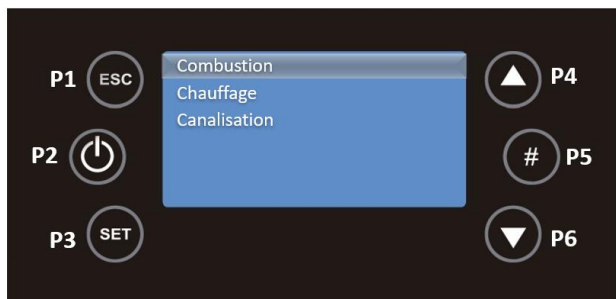 P1 ESC
P2
P3 SET
Combustion
Chauffage
Canalisation
P4
# P5
P6